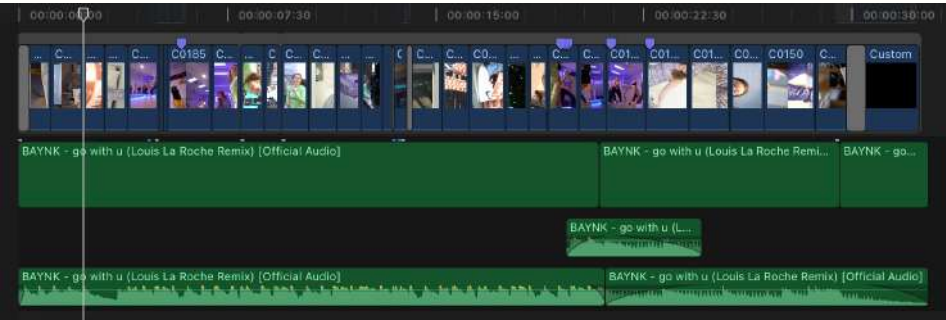 00:00:00:00
00:00:07:30
00:00:15:00
00:00:22:30
00:00:30:00
... C... ... ... C... C0185 C... ... C C... C... ... ... C C... C... C0... ... ... C... C... C01... C01... C01... C0... C0150 C... Custom
BAYNK - go with u (Louis La Roche Remix) [Official Audio]
BAYNK - go with u (Louis La Roche Remi...
BAYNK - go...
BAYNK - go with u (L...
BAYNK - go with u (Louis La Roche Remix) [Official Audio]
BAYNK - go with u (Louis La Roche Remix) [Official Audio]